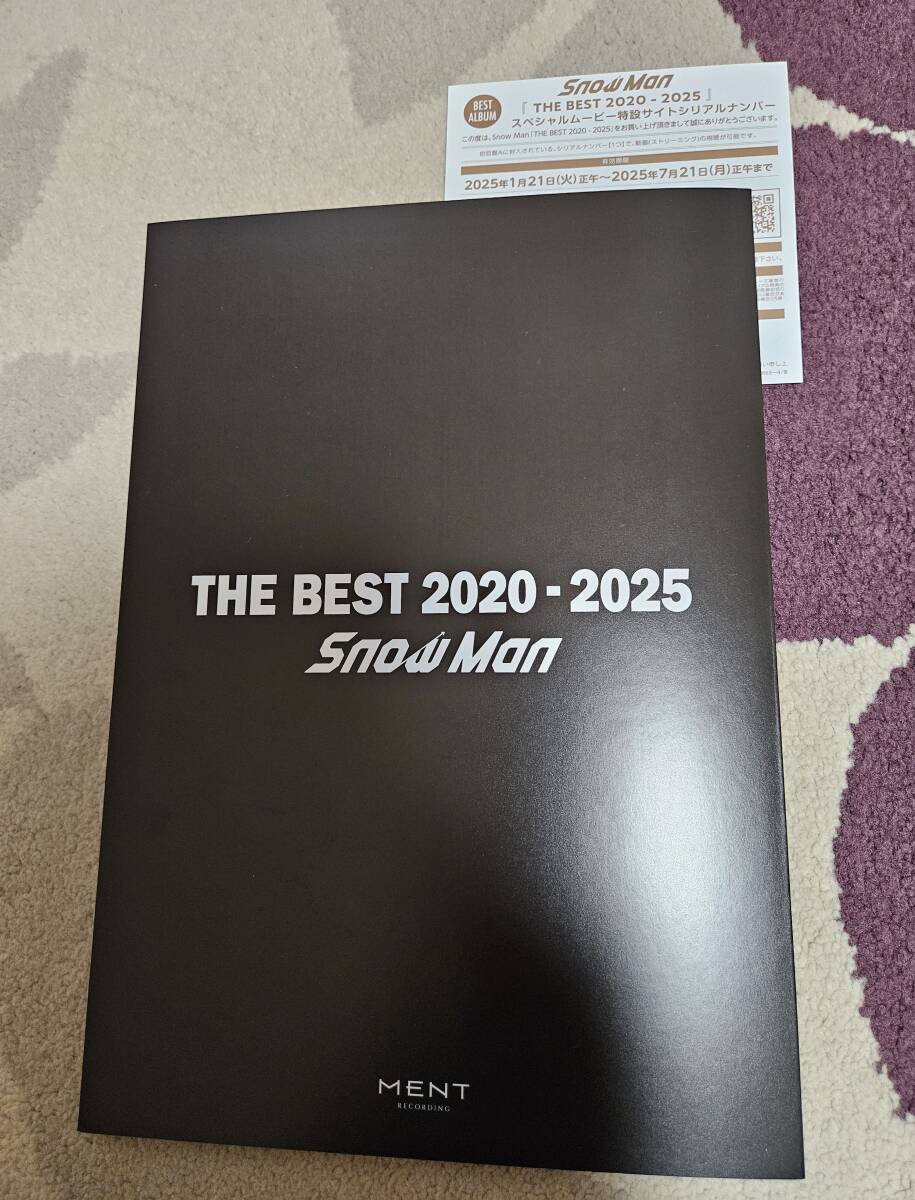 Snow Man
BEST
ALBUM
『 THE BEST 2020 - 2025 』
スペシャルムービー特設サイトシリアルナンバー
この度は、Snow Man「THE BEST 2020 - 2025」をお買い上げ頂きまして誠にありがとうございます。
初回盤Aに封入されている、シリアルナンバー【1つ】で、動画(ストリーミング)の視聴が可能です。
有効期限
2025年1月21日(火)正午～2025年7月21日(月)正午まで
下さい。
申し上
THE BEST 2020 - 2025
Snow Man
MENT
RECORDING